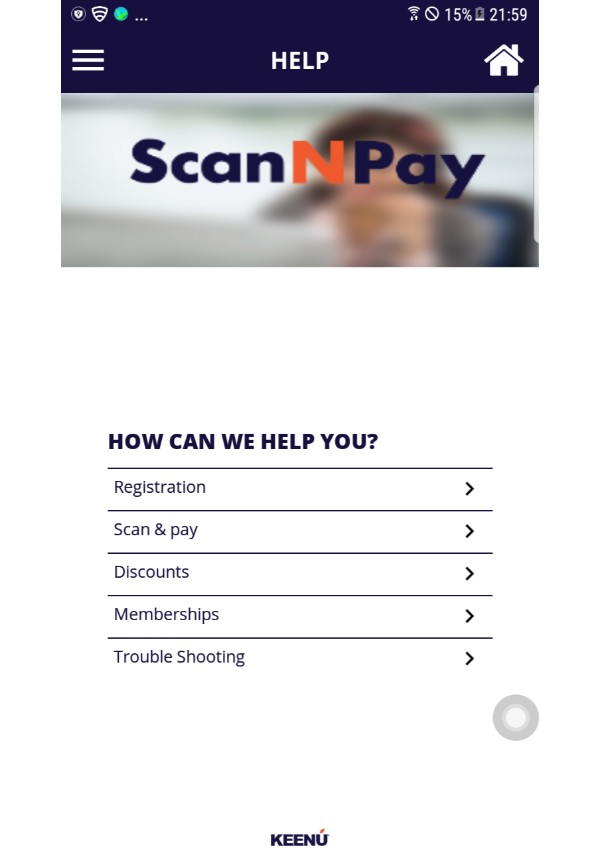 ... 15% 21:59
HELP
ScanNPay
HOW CAN WE HELP YOU?
Registration
Scan & pay
Discounts
Memberships
Trouble Shooting
KEENÚ